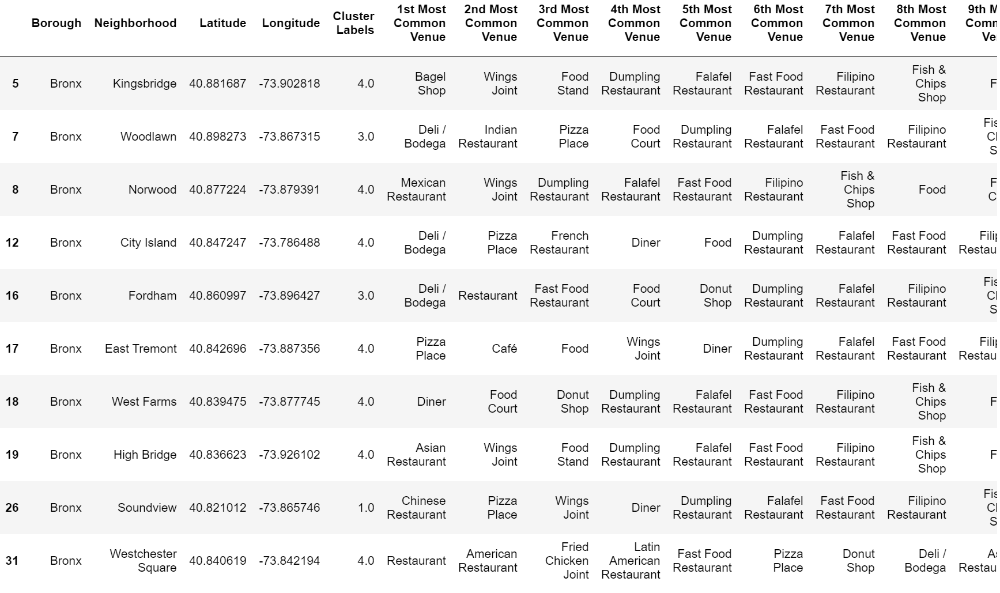 Borough Neighborhood Latitude Longitude Cluster Labels 1st Most Common Venue 2nd Most Common Venue 3rd Most Common Venue 4th Most Common Venue 5th Most Common Venue 6th Most Common Venue 7th Most Common Venue 8th Most Common Venue 9th
5 Bronx Kingsbridge 40.881687 -73.902818 4.0 Bagel Shop Wings Joint Food Stand Dumpling Restaurant Falafel Restaurant Fast Food Restaurant Filipino Restaurant Fish & Chips Shop
7 Bronx Woodlawn 40.898273 -73.867315 3.0 Deli / Bodega Indian Restaurant Pizza Place Food Court Dumpling Restaurant Falafel Restaurant Fast Food Restaurant Filipino Restaurant
8 Bronx Norwood 40.877224 -73.879391 4.0 Mexican Restaurant Wings Joint Dumpling Restaurant Falafel Restaurant Fast Food Restaurant Filipino Restaurant Fish & Chips Shop Food
12 Bronx City Island 40.847247 -73.786488 4.0 Deli / Bodega Pizza Place French Restaurant Diner Food Dumpling Restaurant Falafel Restaurant Fast Food Restaurant
16 Bronx Fordham 40.860997 -73.896427 3.0 Deli / Bodega Restaurant Fast Food Restaurant Food Court Donut Shop Dumpling Restaurant Falafel Restaurant Filipino Restaurant
17 Bronx East Tremont 40.842696 -73.887356 4.0 Pizza Place Café Food Wings Joint Diner Dumpling Restaurant Falafel Restaurant Fast Food Restaurant
18 Bronx West Farms 40.839475 -73.877745 4.0 Diner Food Court Donut Shop Dumpling Restaurant Falafel Restaurant Fast Food Restaurant Filipino Restaurant Fish & Chips Shop
19 Bronx High Bridge 40.836623 -73.926102 4.0 Asian Restaurant Wings Joint Food Stand Dumpling Restaurant Falafel Restaurant Fast Food Restaurant Filipino Restaurant Fish & Chips Shop
26 Bronx Soundview 40.821012 -73.865746 1.0 Chinese Restaurant Pizza Place Wings Joint Diner Dumpling Restaurant Falafel Restaurant Fast Food Restaurant Filipino Restaurant
31 Bronx Westchester Square 40.840619 -73.842194 4.0 Restaurant American Restaurant Fried Chicken Joint Latin American Restaurant Fast Food Restaurant Pizza Place Donut Shop Deli / Bodega